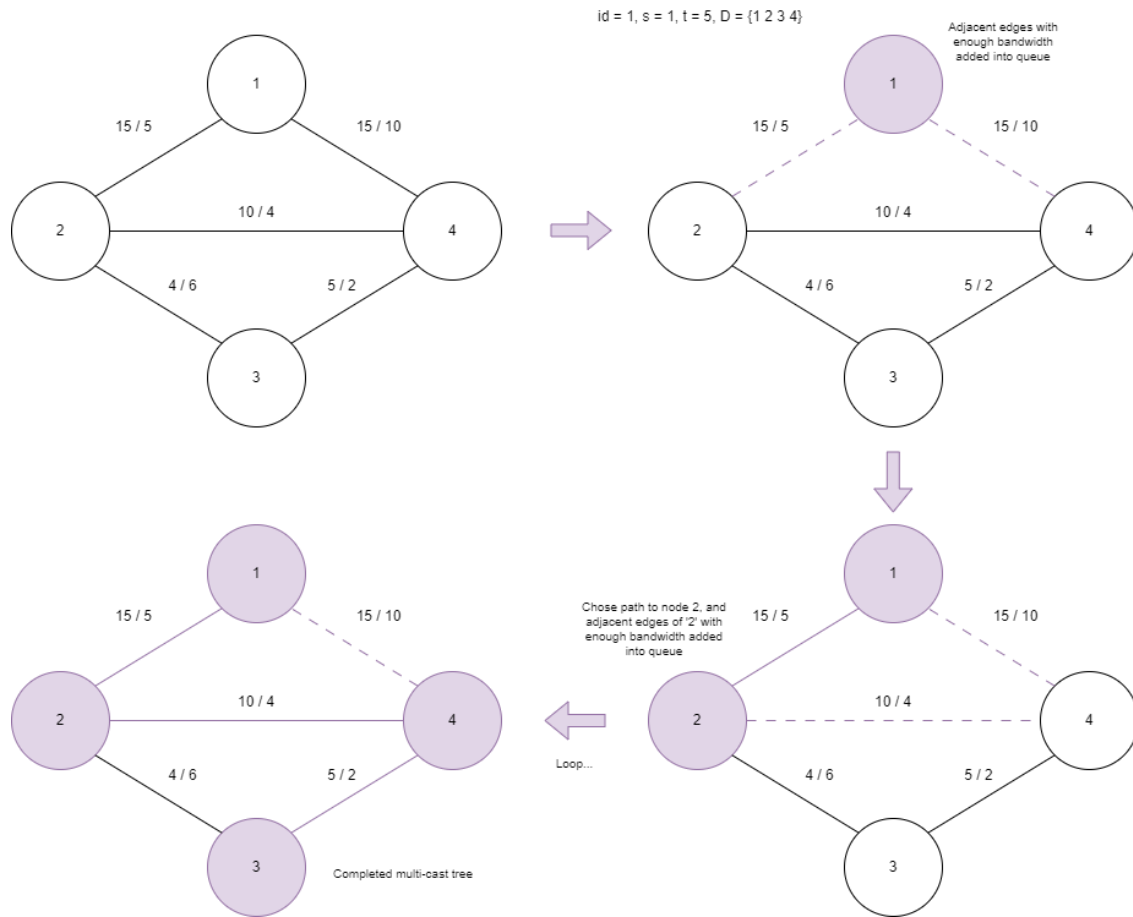 id = 1, s = 1, t = 5, D = {1 2 3 4}
Adjacent edges with
enough bandwidth
added into queue
1
15 / 5
15 / 10
2
10 / 4
4
4 / 6
5 / 2
3
1
15 / 5
15 / 10
2
10 / 4
4
4 / 6
5 / 2
3
1
15 / 5
15 / 10
2
10 / 4
4
4 / 6
5 / 2
3
Completed multi-cast tree
Chose path to node 2, and
adjacent edges of '2' with
enough bandwidth added
into queue
Loop...
1
15 / 5
15 / 10
2
10 / 4
4
4 / 6
5 / 2
3